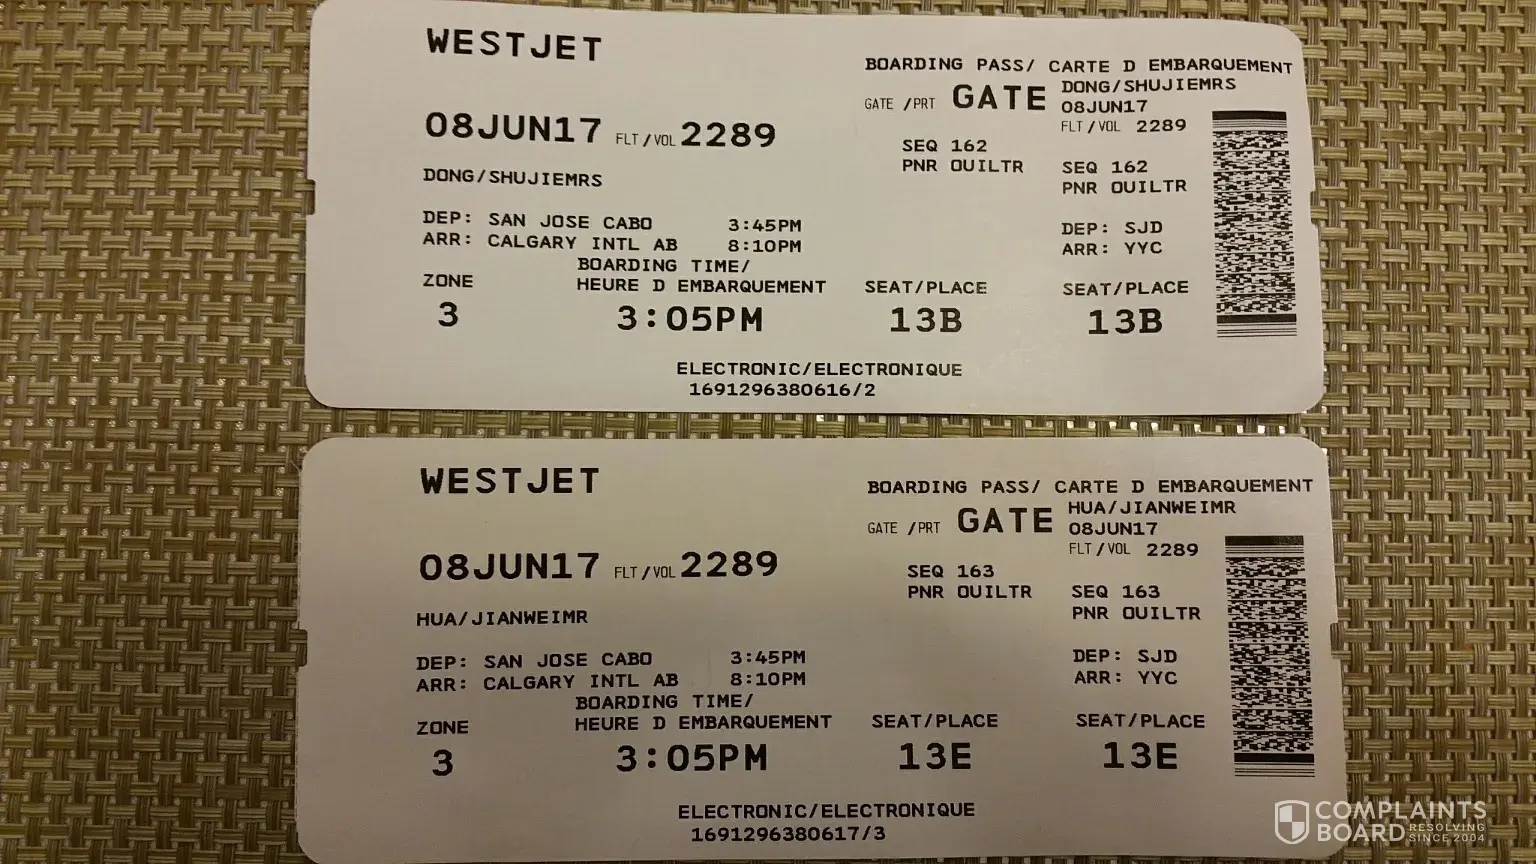 WESTJET
BOARDING PASS/ CARTE D EMBARQUEMENT
GATE /PRT GATE
DONG/SHUJIEMRS
08JUN17
FLT/VOL 2289
08JUN17 FLT/VOL 2289
SEQ 162
PNR OUILTR
SEQ 162
PNR OUILTR
DONG/SHUJIEMRS
DEP: SAN JOSE CABO 3:45PM
ARR: CALGARY INTL AB 8:10PM
DEP: SJD
ARR: YYC
BOARDING TIME/
ZONE HEURE D EMBARQUEMENT SEAT/PLACE SEAT/PLACE
3 3:05PM 13B 13B
ELECTRONIC/ELECTRONIQUE
1691296380616/2
WESTJET
BOARDING PASS/ CARTE D EMBARQUEMENT
GATE /PRT GATE
HUA/JIANWEIMR
08JUN17
FLT/VOL 2289
08JUN17 FLT/VOL 2289
SEQ 163
PNR OUILTR
SEQ 163
PNR OUILTR
HUA/JIANWEIMR
DEP: SAN JOSE CABO 3:45PM
ARR: CALGARY INTL AB 8:10PM
DEP: SJD
ARR: YYC
BOARDING TIME/
ZONE HEURE D EMBARQUEMENT SEAT/PLACE SEAT/PLACE
3 3:05PM 13E 13E
ELECTRONIC/ELECTRONIQUE
1691296380617/3
COMPLAINTS
BOARD RESOLVING
SINCE 2004